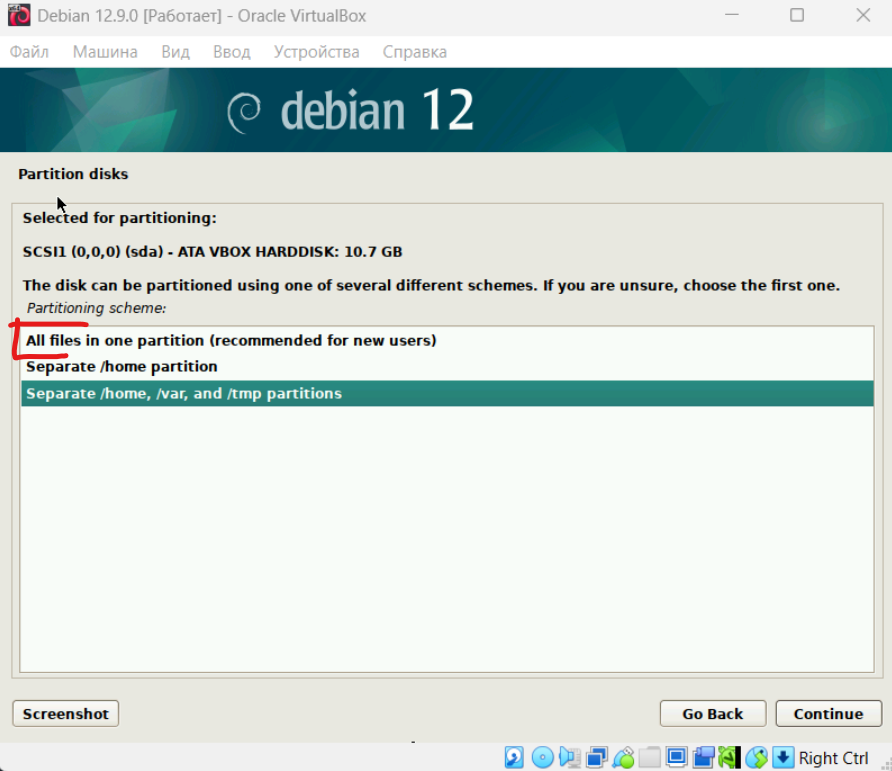 Debian 12.9.0 [Работает] - Oracle VirtualBox
Файл Машина Вид Ввод Устройства Справка
debian 12
Partition disks
Selected for partitioning:
SCSI1 (0,0,0) (sda) - ATA VBOX HARDDISK: 10.7 GB
The disk can be partitioned using one of several different schemes. If you are unsure, choose the first one.
Partitioning scheme:
All files in one partition (recommended for new users)
Separate /home partition
Separate /home, /var, and /tmp partitions
Screenshot Go Back Continue
Right Ctrl